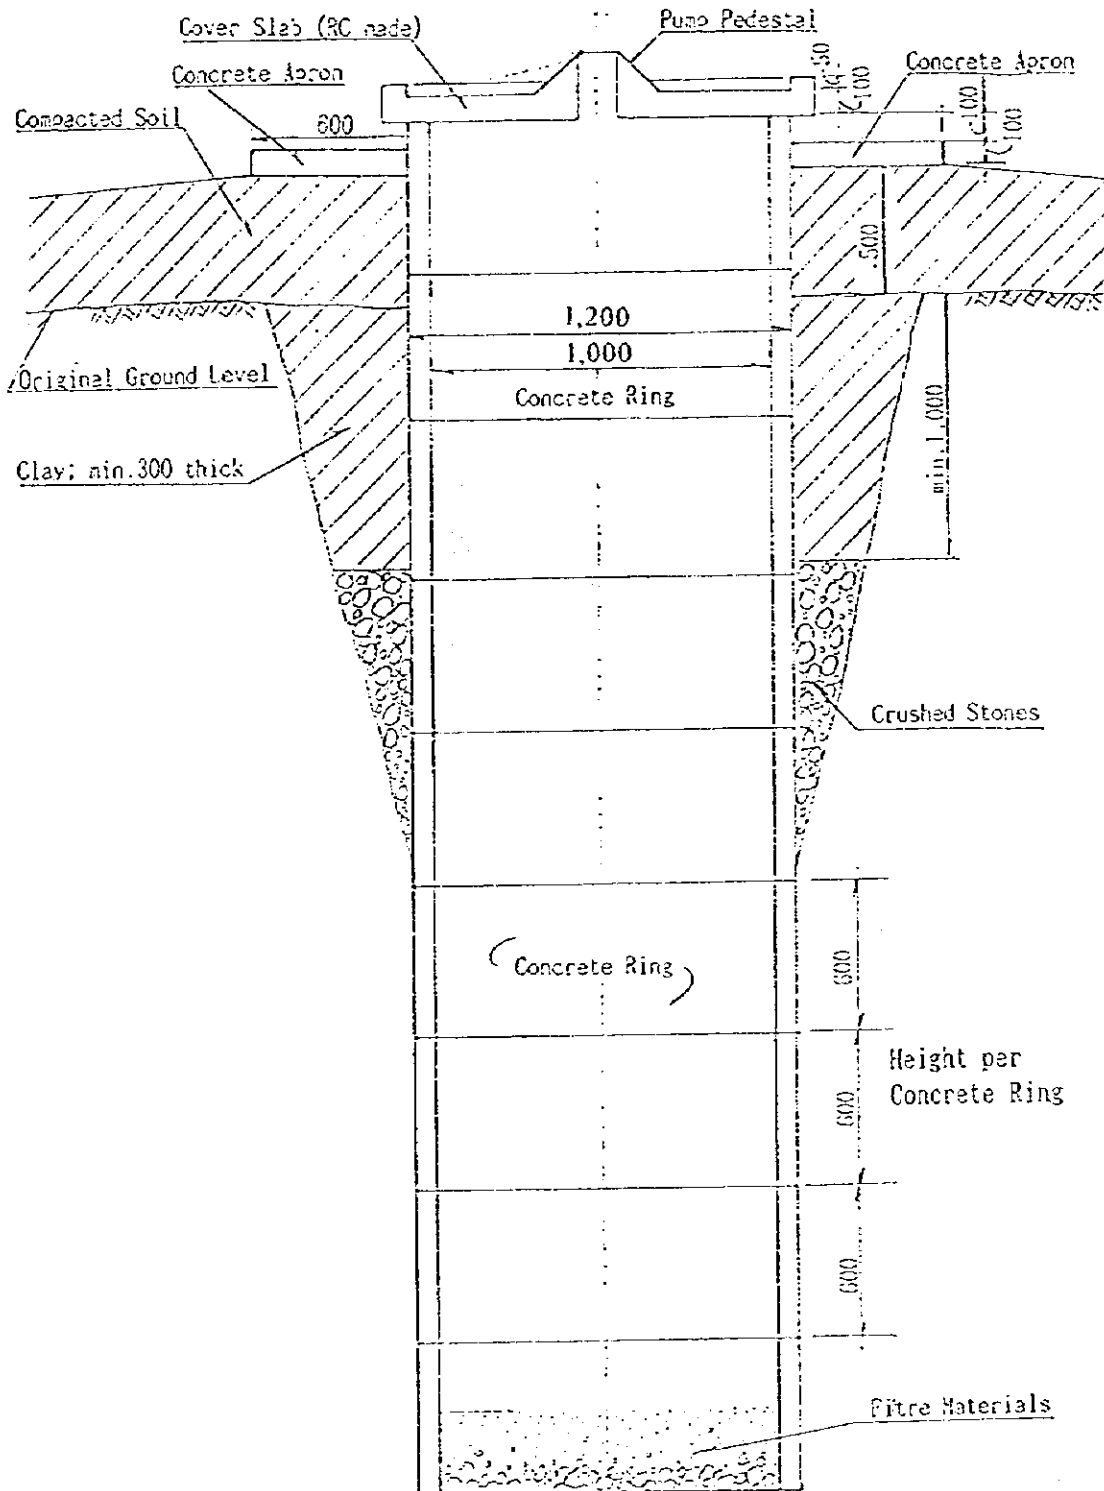 Cover Slab (RC made)
Pump Pedestal
Concrete Apron
50
100
Concrete Apron
Compacted Soil
600
100
100
500
1,200
1,000
Original Ground Level
Concrete Ring
min.1,000
Clay; min.300 thick
Crushed Stones
Concrete Ring
600
Height per
Concrete Ring
600
600
Fitre Materials